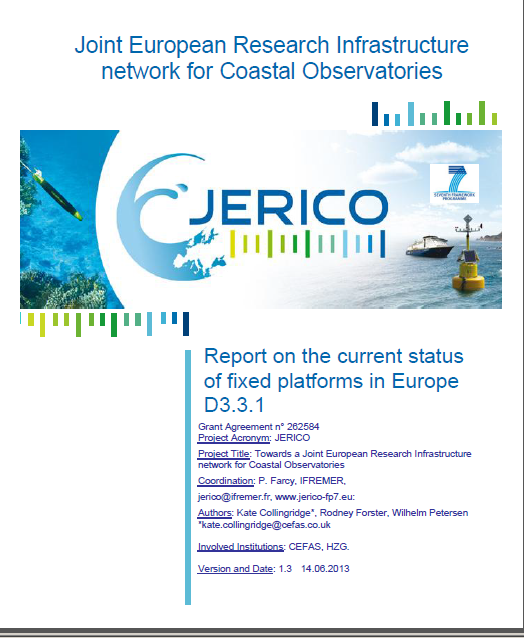 Joint European Research Infrastructure
network for Coastal Observatories
JERICO
7
SEVENTH FRAMEWORK
PROGRAMME
Report on the current status
of fixed platforms in Europe
D3.3.1
Grant Agreement n° 262584
Project Acronym: JERICO
Project Title: Towards a Joint European Research Infrastructure
network for Coastal Observatories
Coordination: P. Farcy, IFREMER,
jerico@ifremer.fr, www.jerico-fp7.eu:
Authors: Kate Collingridge*, Rodney Forster, Wilhelm Petersen
*kate.collingridge@cefas.co.uk
Involved Institutions: CEFAS, HZG.
Version and Date: 1.3 14.06.2013